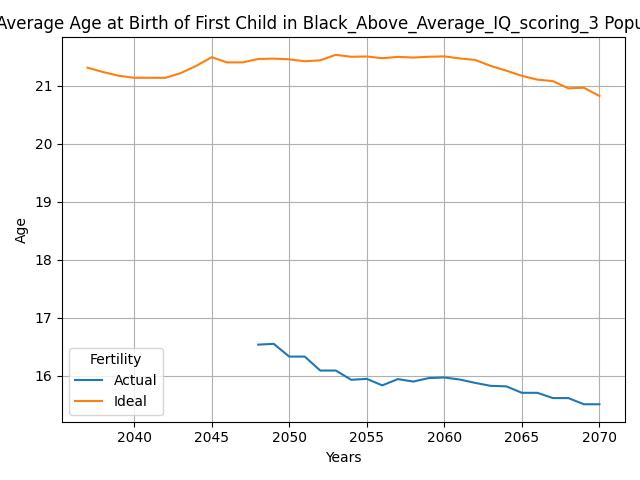 Average Age at Birth of First Child in Black_Above_Average_IQ_scoring_3 Popu
Age
21
20
19
18
17
16
Fertility
Actual
Ideal
2040 2045 2050 2055 2060 2065 2070
Years